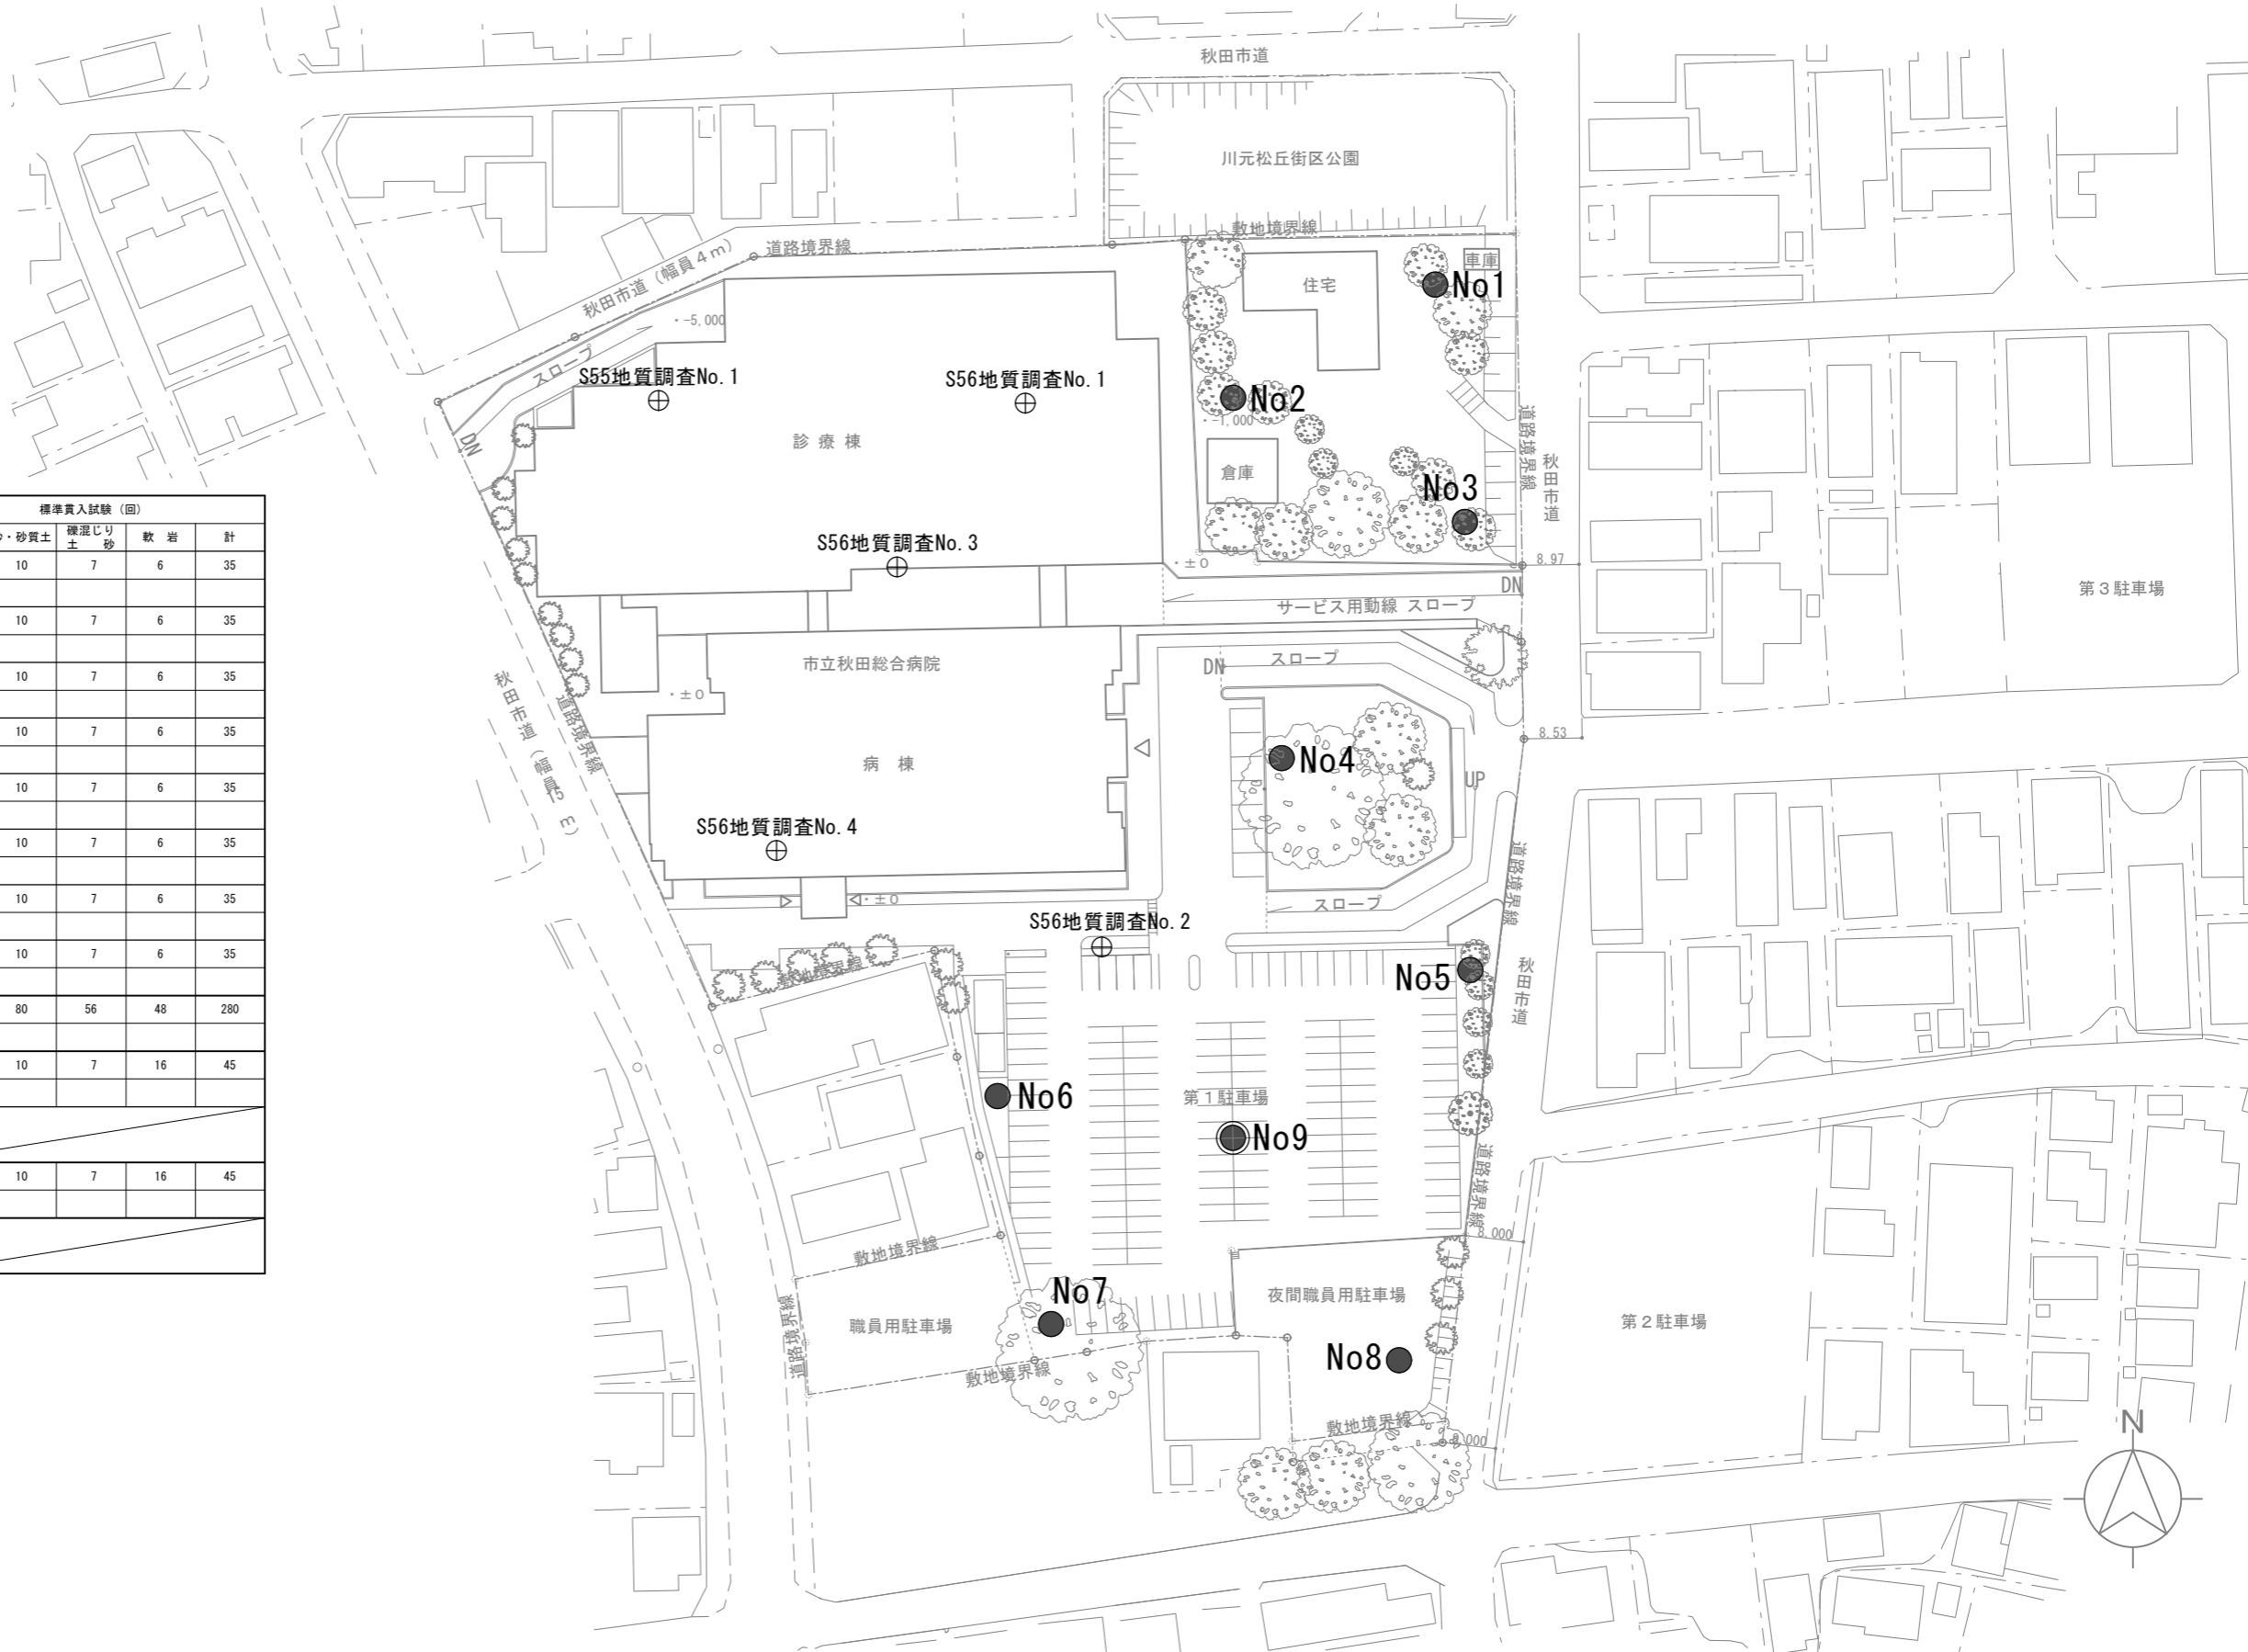 秋田市道
川元松丘街区公園
敷地境界線
道路境界線
秋田市道(幅員4m)
車庫
住宅
No1
・-5,000
スロープ
S55地質調査No.1
S56地質調査No.1
No2
・-1,000
DN
診療棟
倉庫
道路境界線
秋田市道
No3
標準貫入試験(回)
・砂質土 礫混じり土砂 軟岩 計
10 7 6 35
10 7 6 35
10 7 6 35
10 7 6 35
10 7 6 35
10 7 6 35
10 7 6 35
10 7 6 35
80 56 48 280
10 7 16 45
10 7 16 45
S56地質調査No.3
・±0
8.97
DN
サービス用動線 スロープ
第3駐車場
市立秋田総合病院
DN
スロープ
・±0
秋田市道(幅員15m)
道路境界線
8.53
病棟
No4
UP
S56地質調査No.4
道路境界線
・±0
スロープ
S56地質調査No.2
敷地境界線
No5
秋田市道
No6
第1駐車場
No9
道路境界線
8.000
敷地境界線
No7
夜間職員用駐車場
職員用駐車場
道路境界線
第2駐車場
No8
敷地境界線
敷地境界線
N